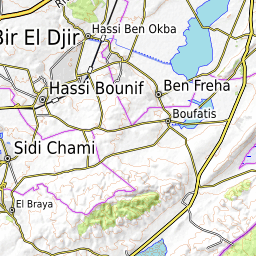 Hassi Ben Okba
Bir El Djir
Hassi Bounif
Ben Freha
Boufatis
Sidi Chami
El Braya